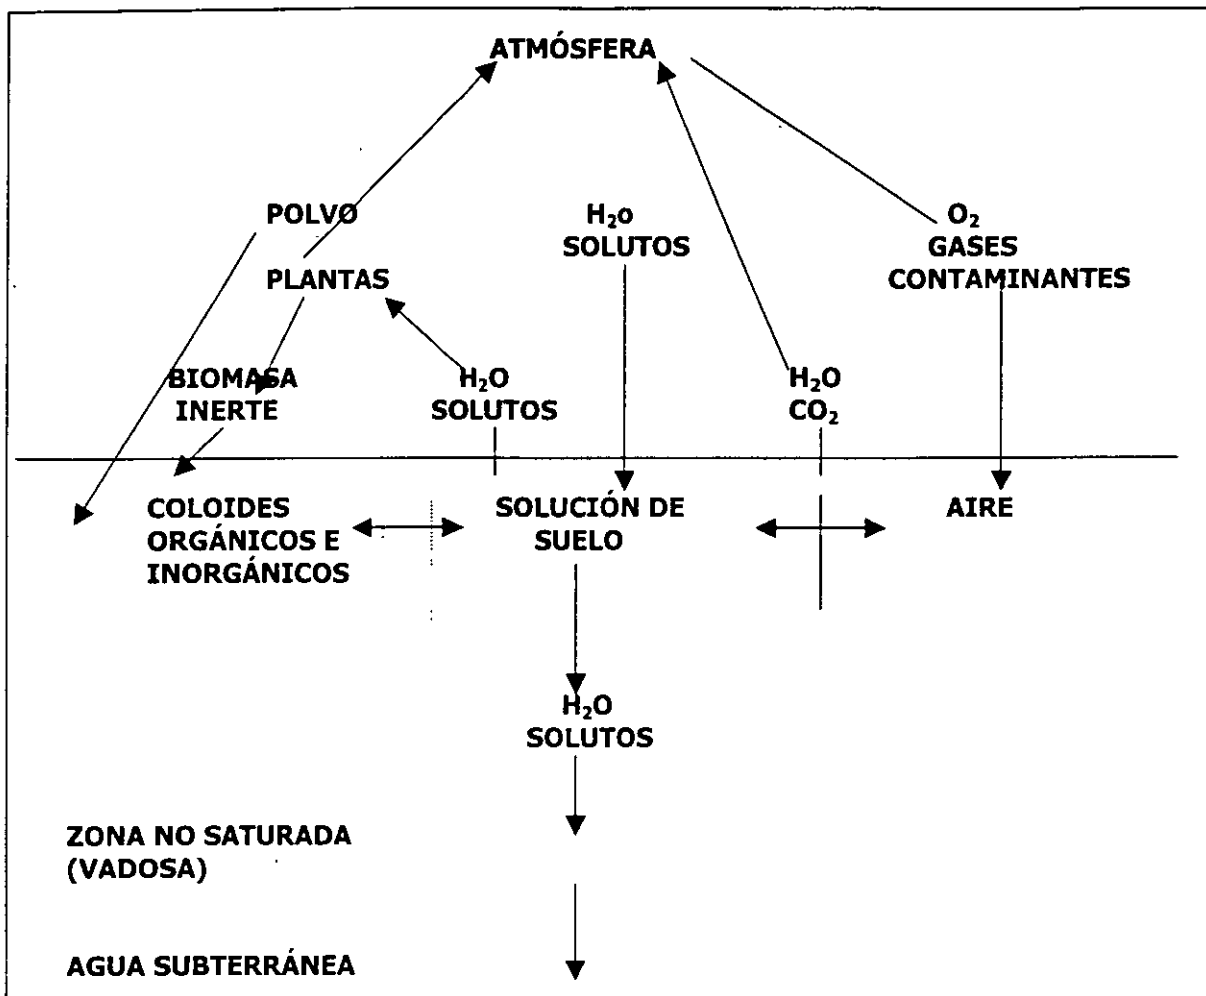 ATMÓSFERA
POLVO
H₂o
SOLUTOS
O₂
GASES
CONTAMINANTES
PLANTAS
BIOMASA
INERTE
H₂O
SOLUTOS
H₂O
CO₂
COLOIDES
ORGÁNICOS E
INORGÁNICOS
SOLUCIÓN DE
SUELO
AIRE
H₂O
SOLUTOS
ZONA NO SATURADA
(VADOSA)
AGUA SUBTERRÁNEA